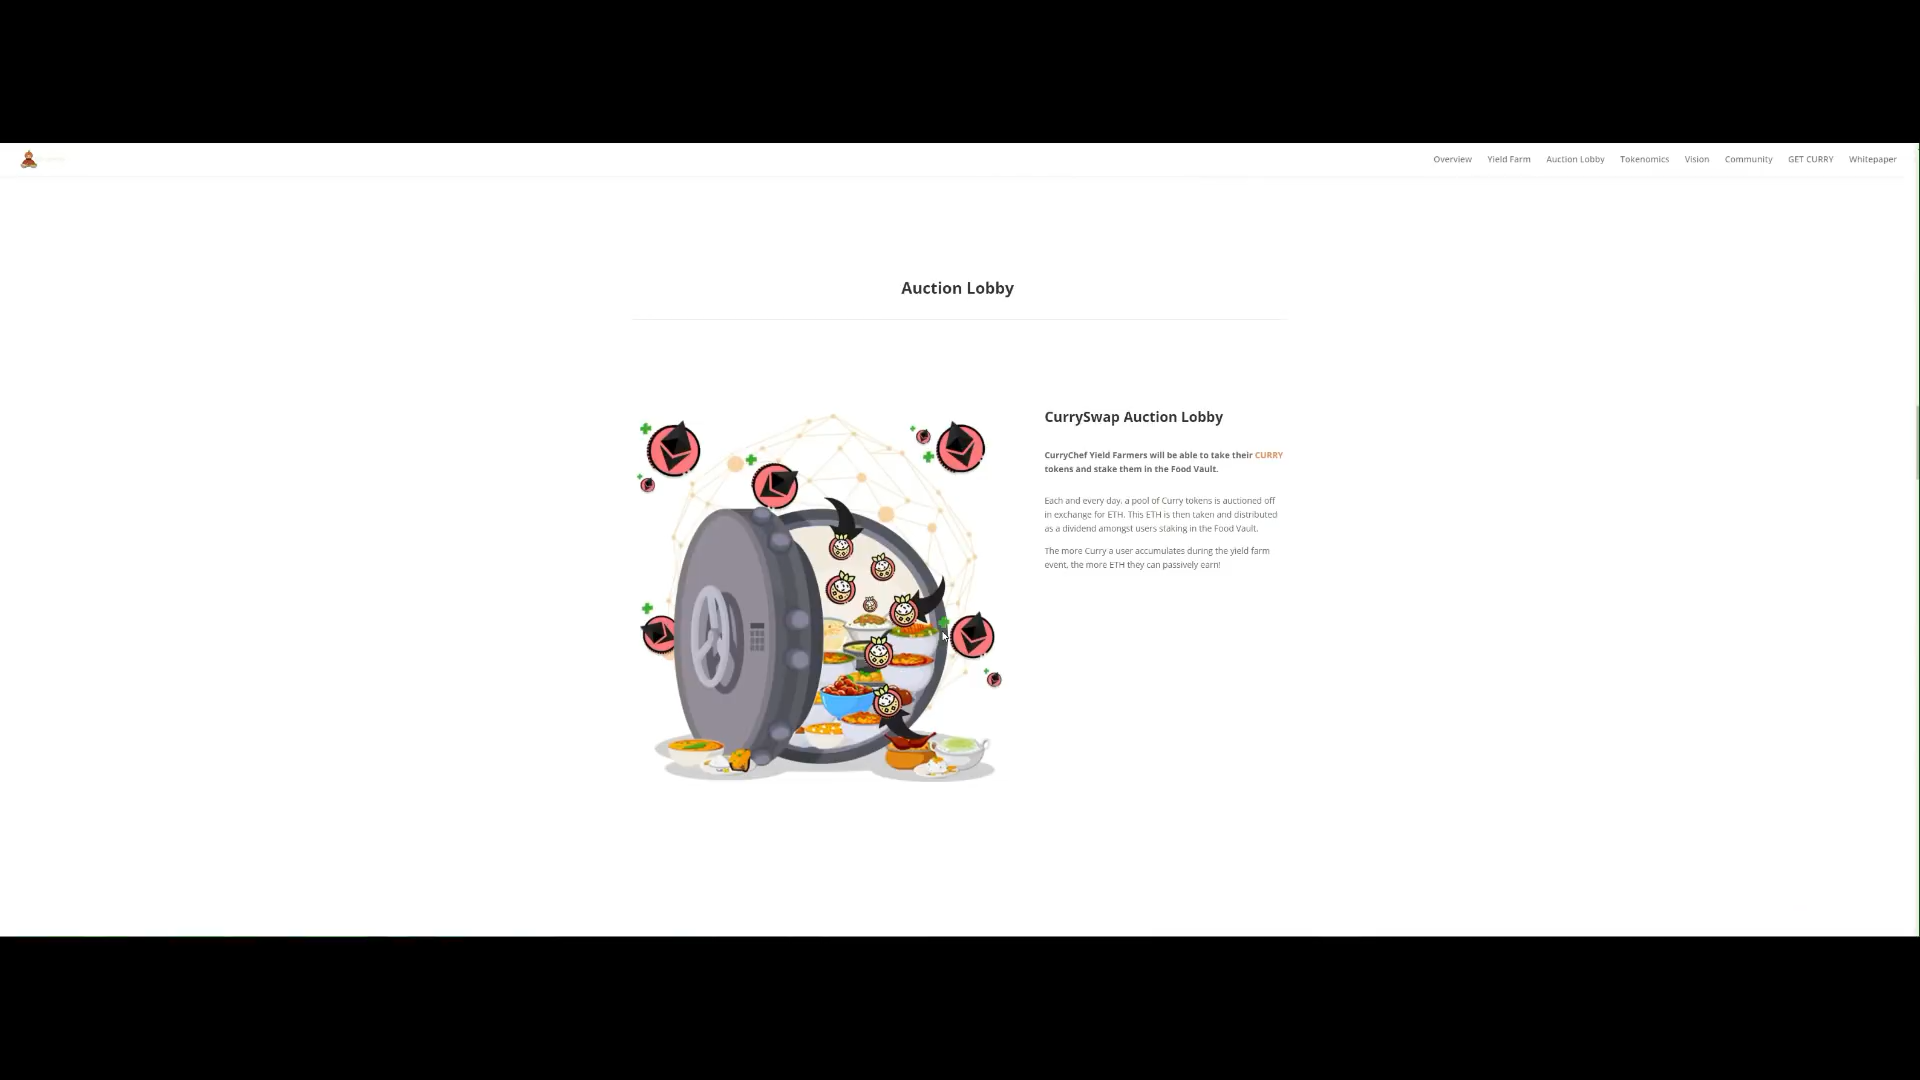 Overview Yield Farm Auction Lobby Tokenomics Vision Community GET CURRY Whitepaper
Auction Lobby
CurrySwap Auction Lobby
CurryChef Yield Farmers will be able to take their CURRY
tokens and stake them in the Food Vault.
Each and every day, a pool of Curry tokens is auctioned off
in exchange for ETH. This ETH is then taken and distributed
as a dividend amongst users staking in the Food Vault.
The more Curry a user accumulates during the yield farm
event, the more ETH they can passively earn!